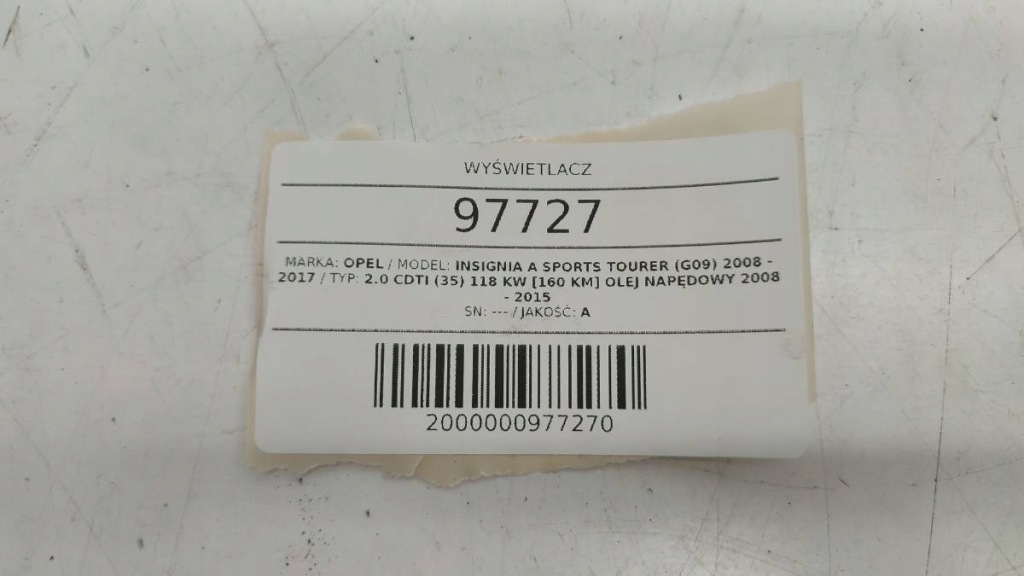 WYŚWIETLACZ
97727
MARKA: OPEL / MODEL: INSIGNIA A SPORTS TOURER (G09) 2008 -
2017 / TYP: 2.0 CDTI (35) 118 KW [160 KM] OLEJ NAPĘDOWY 2008
- 2015
SN: --- / JAKOŚĆ: A
2000000977270